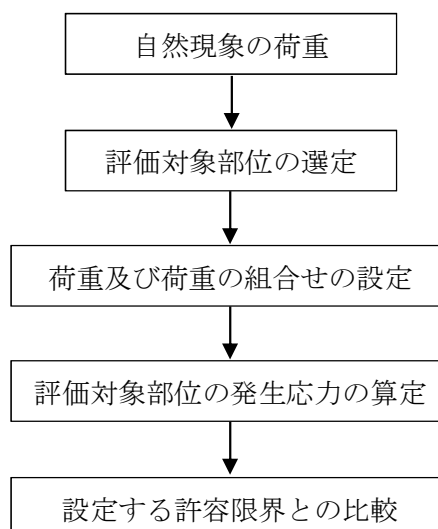 自然現象の荷重
評価対象部位の選定
荷重及び荷重の組合せの設定
評価対象部位の発生応力の算定
設定する許容限界との比較